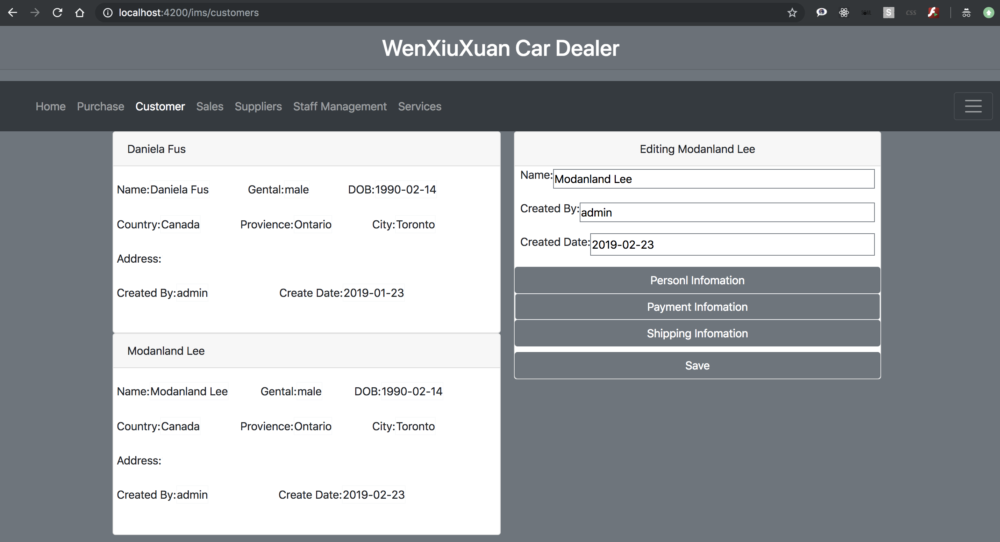 localhost:4200/ims/customers
SAML
S
CSS
WenXiuXuan Car Dealer
Home Purchase Customer Sales Suppliers Staff Management Services
Daniela Fus
Name:Daniela Fus Gental:male DOB:1990-02-14
Country:Canada Provience:Ontario City:Toronto
Address:
Created By:admin Create Date:2019-01-23
Modanland Lee
Name:Modanland Lee Gental:male DOB:1990-02-14
Country:Canada Provience:Ontario City:Toronto
Address:
Created By:admin Create Date:2019-02-23
Editing Modanland Lee
Name:Modanland Lee
Created By:admin
Created Date:2019-02-23
Personl Infomation
Payment Infomation
Shipping Infomation
Save